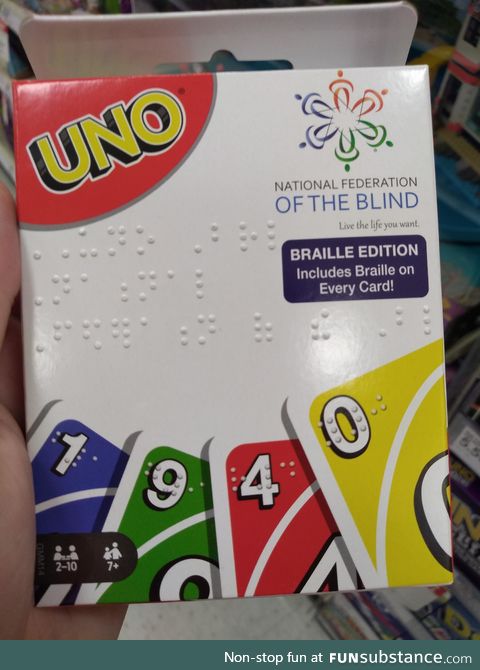 UNO
NATIONAL FEDERATION
OF THE BLIND
Live the life you want.
BRAILLE EDITION
Includes Braille on
Every Card!
1
9
4
0
2-10
7+
GMM14
Non-stop fun at FUNsubstance.com